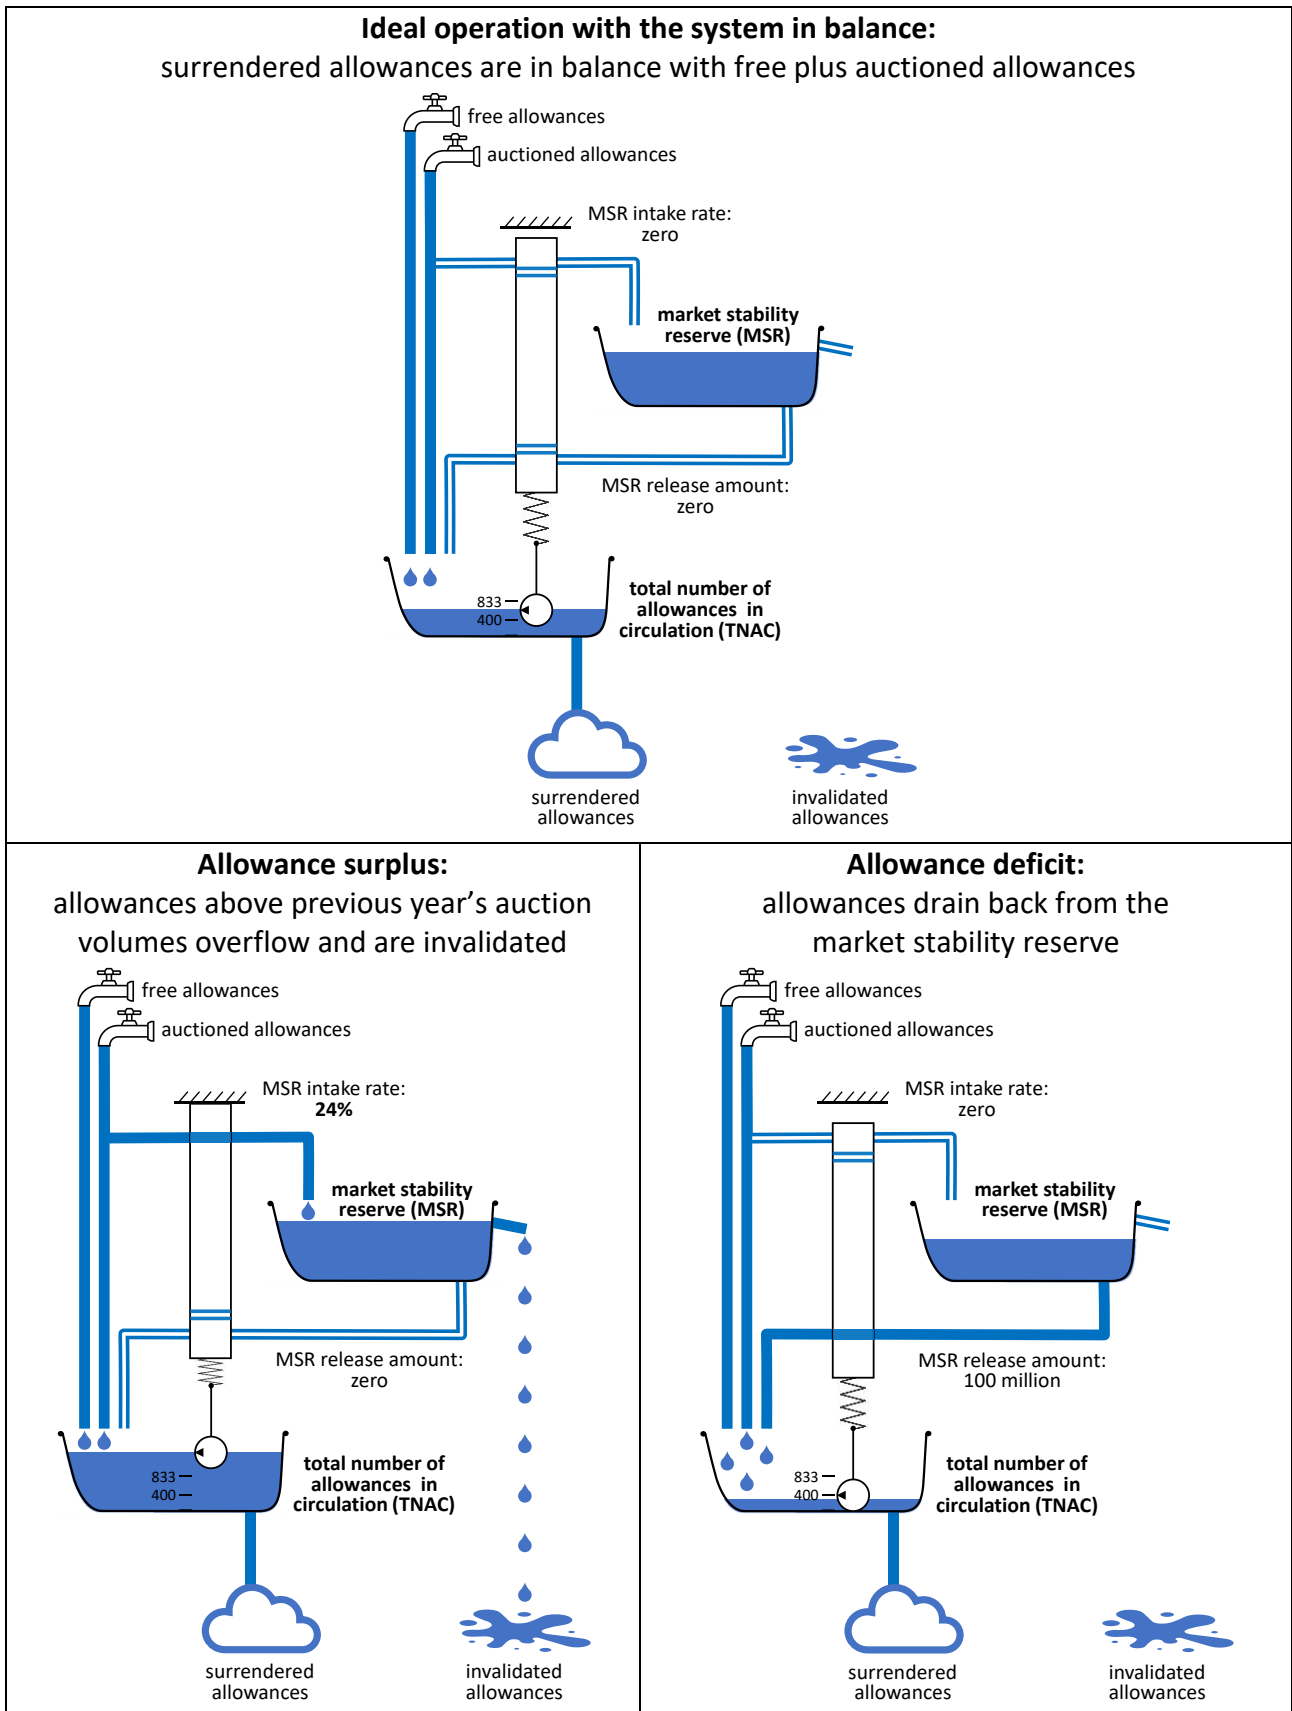 Ideal operation with the system in balance:
surrendered allowances are in balance with free plus auctioned allowances
free allowances
auctioned allowances
MSR intake rate:
zero
market stability
reserve (MSR)
MSR release amount:
zero
833
400
total number of
allowances in
circulation (TNAC)
surrendered
allowances
invalidated
allowances
Allowance surplus:
allowances above previous year’s auction
volumes overflow and are invalidated
free allowances
auctioned allowances
MSR intake rate:
24%
market stability
reserve (MSR)
MSR release amount:
zero
833
400
total number of
allowances in
circulation (TNAC)
surrendered
allowances
invalidated
allowances
Allowance deficit:
allowances drain back from the
market stability reserve
free allowances
auctioned allowances
MSR intake rate:
zero
market stability
reserve (MSR)
MSR release amount:
100 million
833
400
total number of
allowances in
circulation (TNAC)
surrendered
allowances
invalidated
allowances